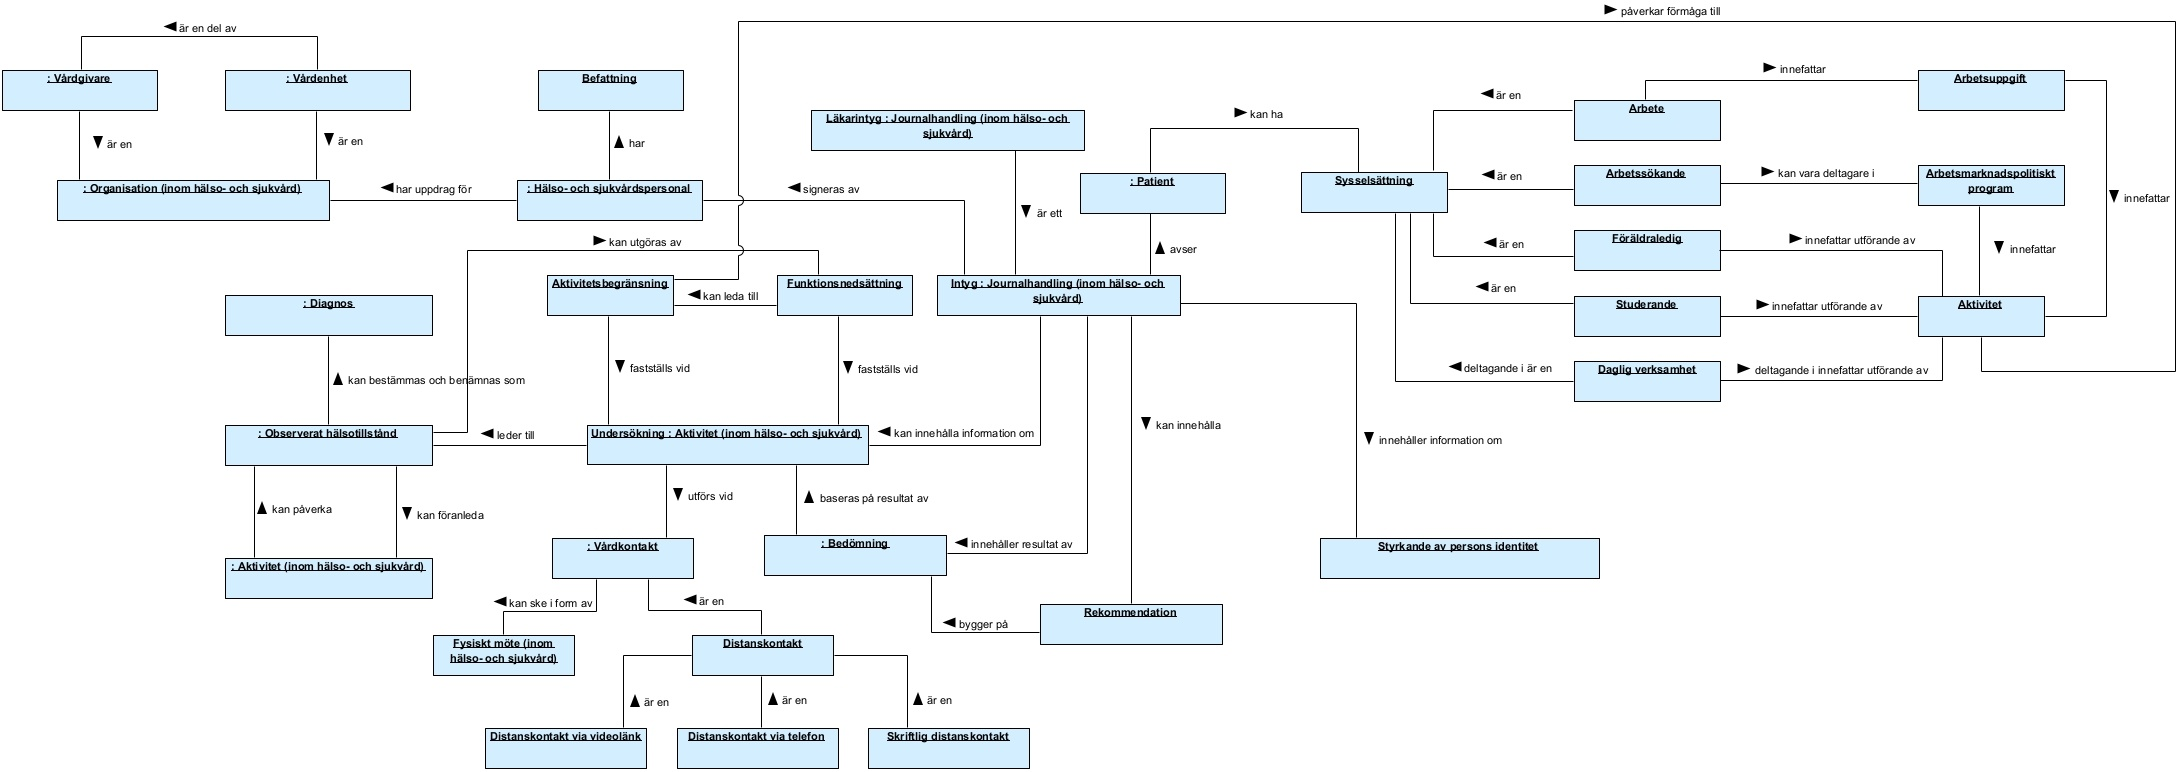 påverkar förmåga till
är en del av
: Vårdgivare
: Vårdenhet
Befattning
innefattar
Arbetsuppgift
är en
Arbete
Läkarintyg : Journalhandling (inom hälso- och
sjukvård)
kan ha
är en
är en
har
: Organisation (inom hälso- och sjukvård)
har uppdrag för
: Hälso- och sjukvårdspersonal
signeras av
är ett
: Patient
Sysselsättning
är en
Arbetssökande
kan vara deltagare i
Arbetsmarknadspolitiskt
program
innefattar
kan utgöras av
avser
är en
Föräldraledig
innefattar utförande av
innefattar
: Diagnos
Aktivitetsbegränsning
kan leda till
Funktionsnedsättning
Intyg : Journalhandling (inom hälso- och
sjukvård)
är en
Studerande
innefattar utförande av
Aktivitet
kan bestämmas och benämnas som
fastställs vid
fastställs vid
deltagande i är en
Daglig verksamhet
deltagande i innefattar utförande av
: Observerat hälsotillstånd
leder till
Undersökning : Aktivitet (inom hälso- och sjukvård)
kan innehålla information om
kan innehålla
innehåller information om
kan påverka
kan föranleda
utförs vid
baseras på resultat av
: Aktivitet (inom hälso- och sjukvård)
: Vårdkontakt
: Bedömning
innehåller resultat av
Styrkande av persons identitet
kan ske i form av
är en
bygger på
Rekommendation
Fysiskt möte (inom
hälso- och sjukvård)
Distanskontakt
är en
är en
är en
Distanskontakt via videolänk
Distanskontakt via telefon
Skriftlig distanskontakt